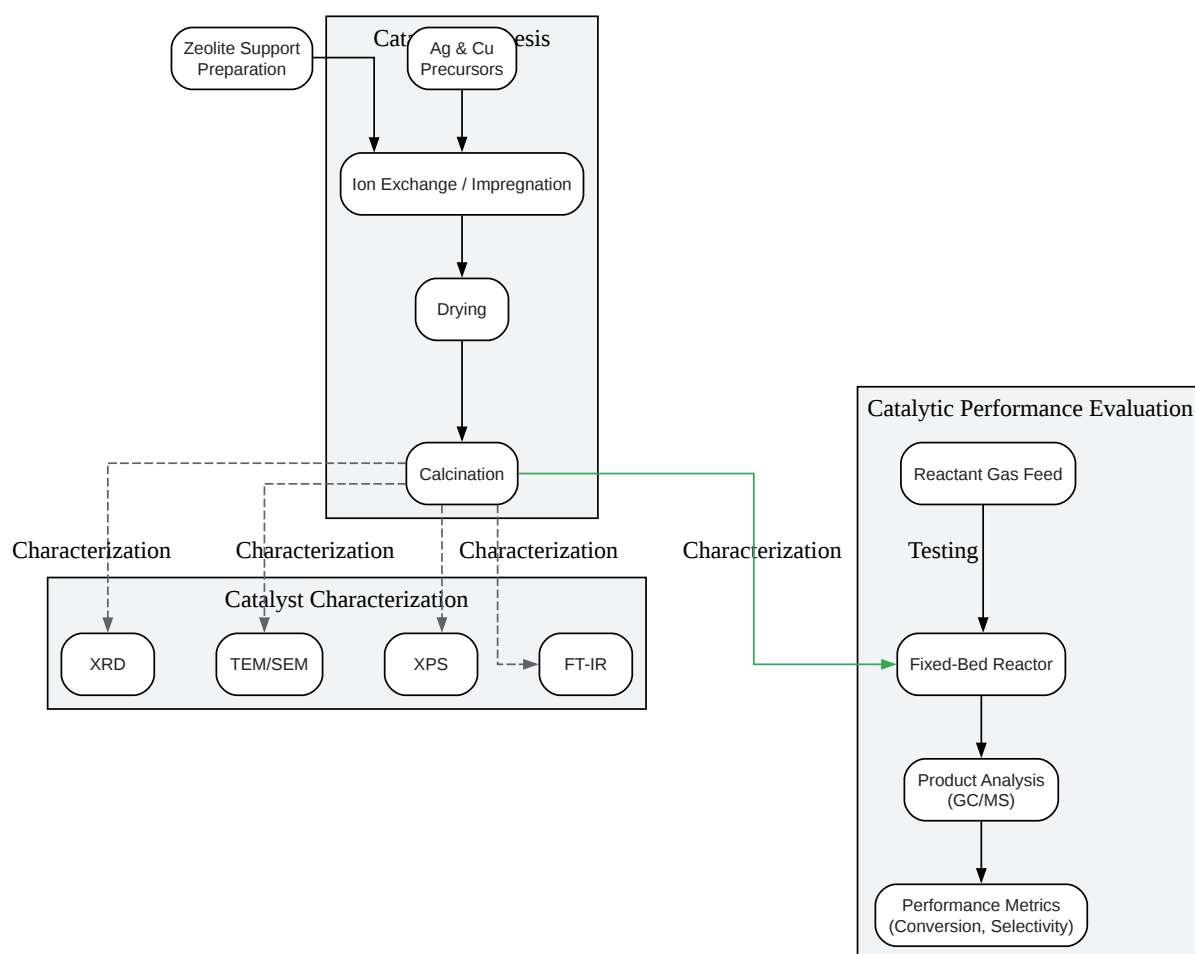 Zeolite Support
Preparation
Ag & Cu
Precursors
Ion Exchange / Impregnation
Drying
Calcination
Catalytic Performance Evaluation
Reactant Gas Feed
Characterization
Characterization
Characterization
Characterization
Testing
Catalyst Characterization
XRD
TEM/SEM
XPS
FT-IR
Fixed-Bed Reactor
Product Analysis
(GC/MS)
Performance Metrics
(Conversion, Selectivity)